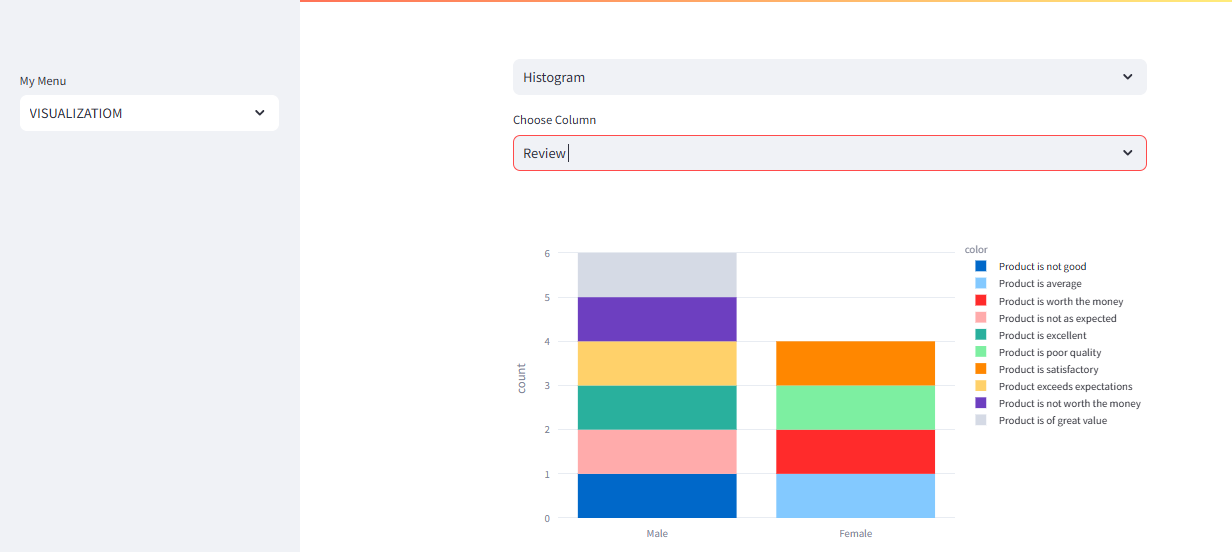 My Menu
VISUALIZATIOM
Histogram
Choose Column
Review
count
6
5
4
3
2
1
0
Male
Female
color
Product is not good
Product is average
Product is worth the money
Product is not as expected
Product is excellent
Product is poor quality
Product is satisfactory
Product exceeds expectations
Product is not worth the money
Product is of great value